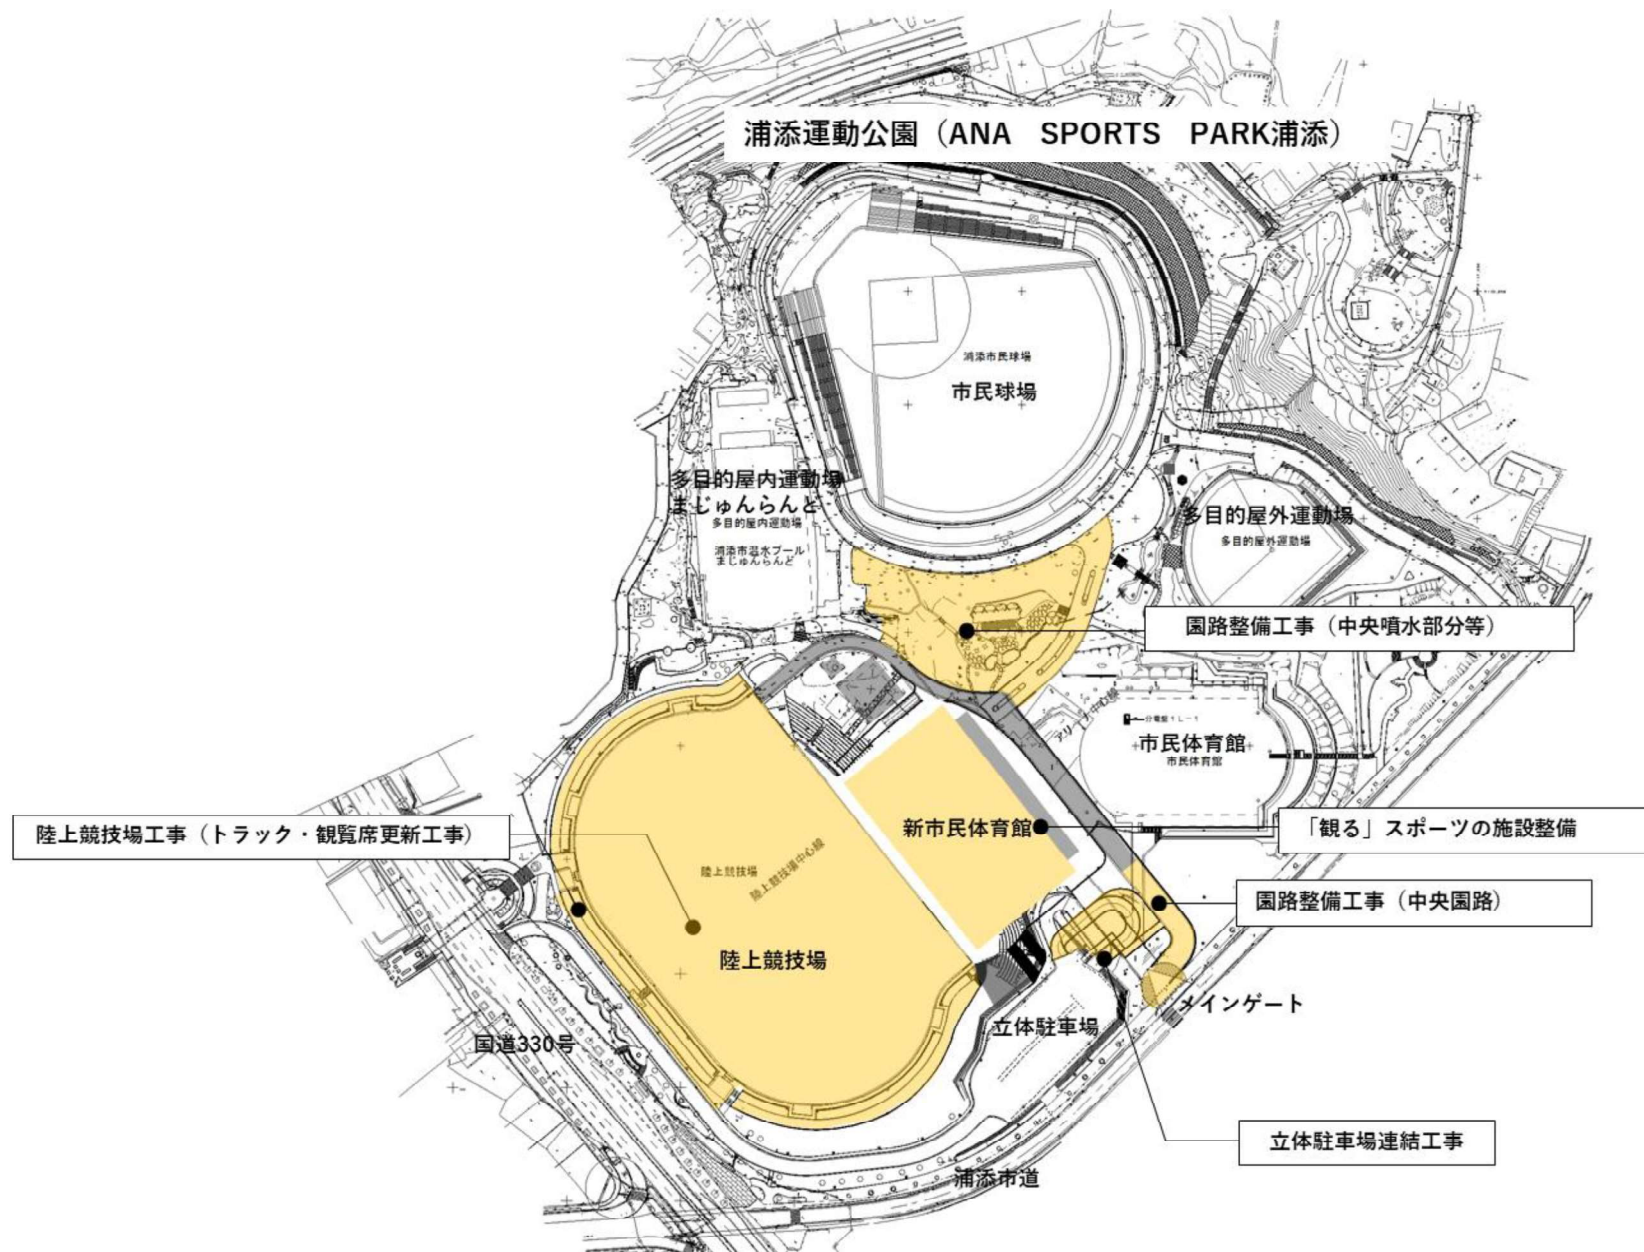 浦添運動公園（ANA　SPORTS　PARK浦添）
浦添市民球場
市民球場
多目的屋内運動場
まじゅんらんど
多目的屋内運動場
浦添市温水プール
まじゅんらんど
多目的屋外運動場
多目的屋外運動場
園路整備工事（中央噴水部分等）
アリーナ中心線
市民体育館
市民体育館
新市民体育館
「観る」スポーツの施設整備
陸上競技場工事（トラック・観覧席更新工事）
陸上競技場
陸上競技場中心線
園路整備工事（中央園路）
陸上競技場
メインゲート
立体駐車場
国道330号
立体駐車場連結工事
浦添市道